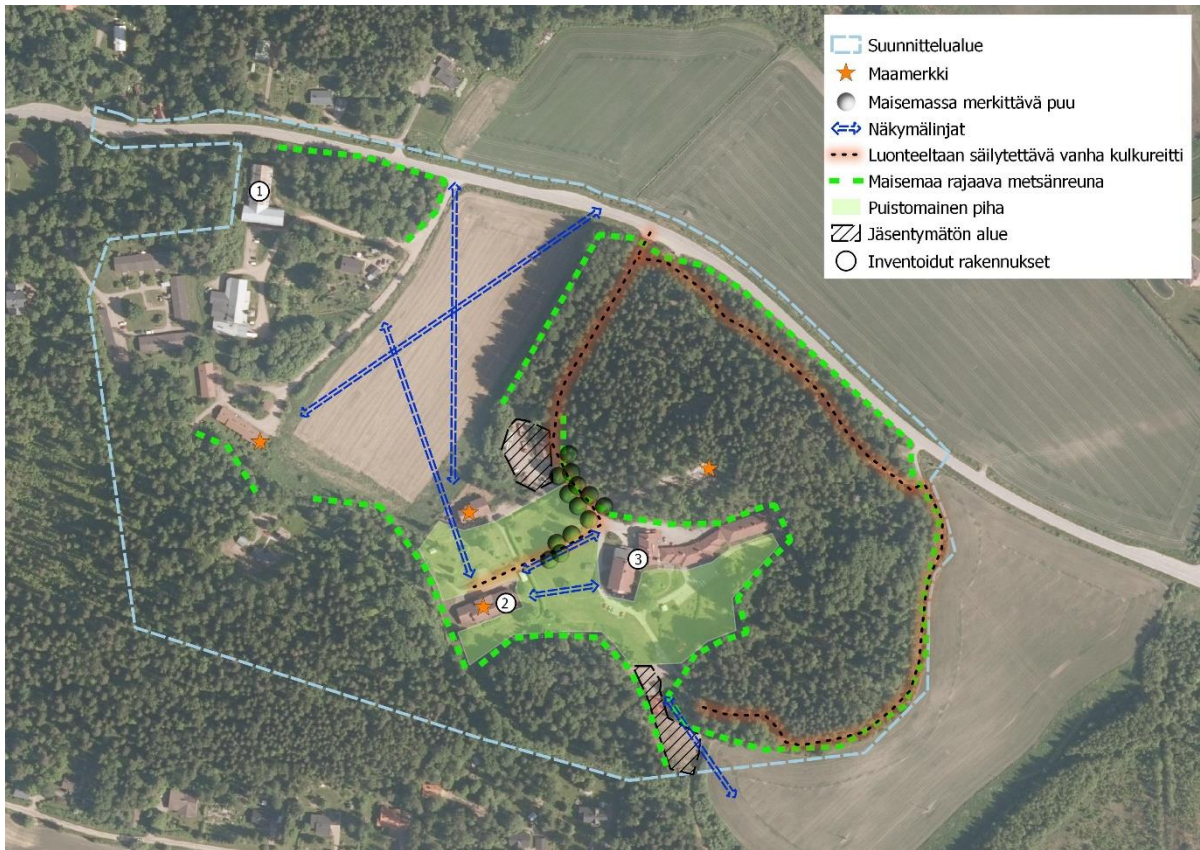 Suunnittelualue
Maamerkki
Maisemassa merkittävä puu
Näkymälinjat
Luonteeltaan säilytettävä vanha kulkureitti
Maisemaa rajaava metsänreuna
Puistomainen piha
Jäsentymätön alue
Inventoidut rakennukset
1
3
2